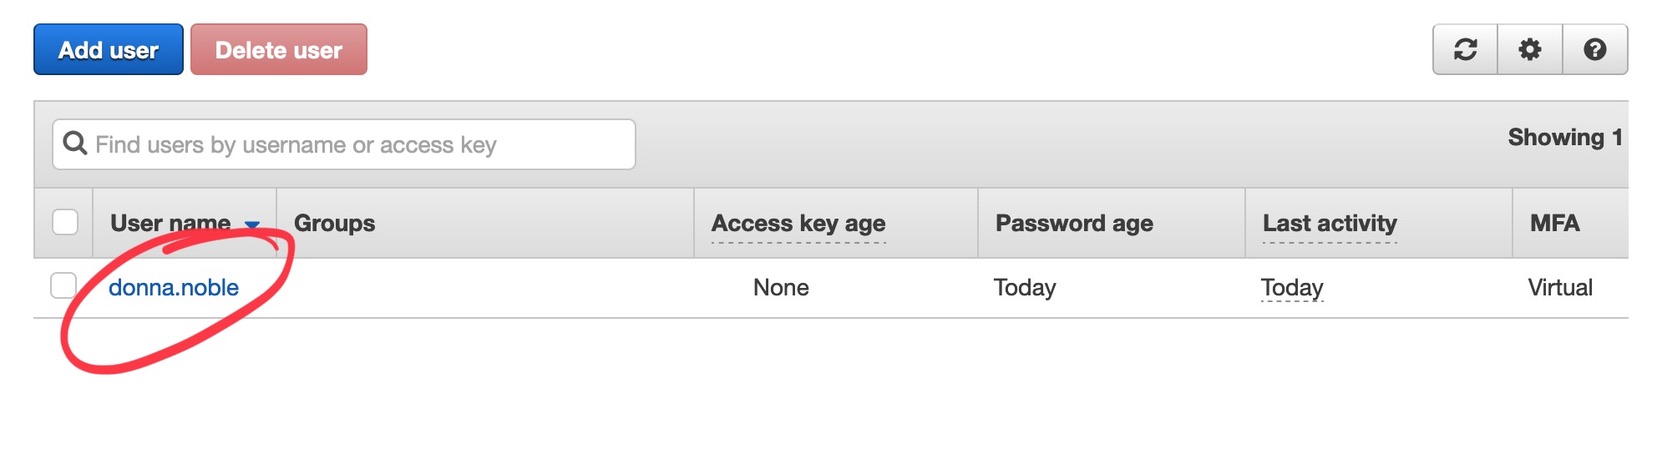 Add user Delete user
Find users by username or access key Showing 1
User name Groups Access key age Password age Last activity MFA
donna.noble None Today Today Virtual